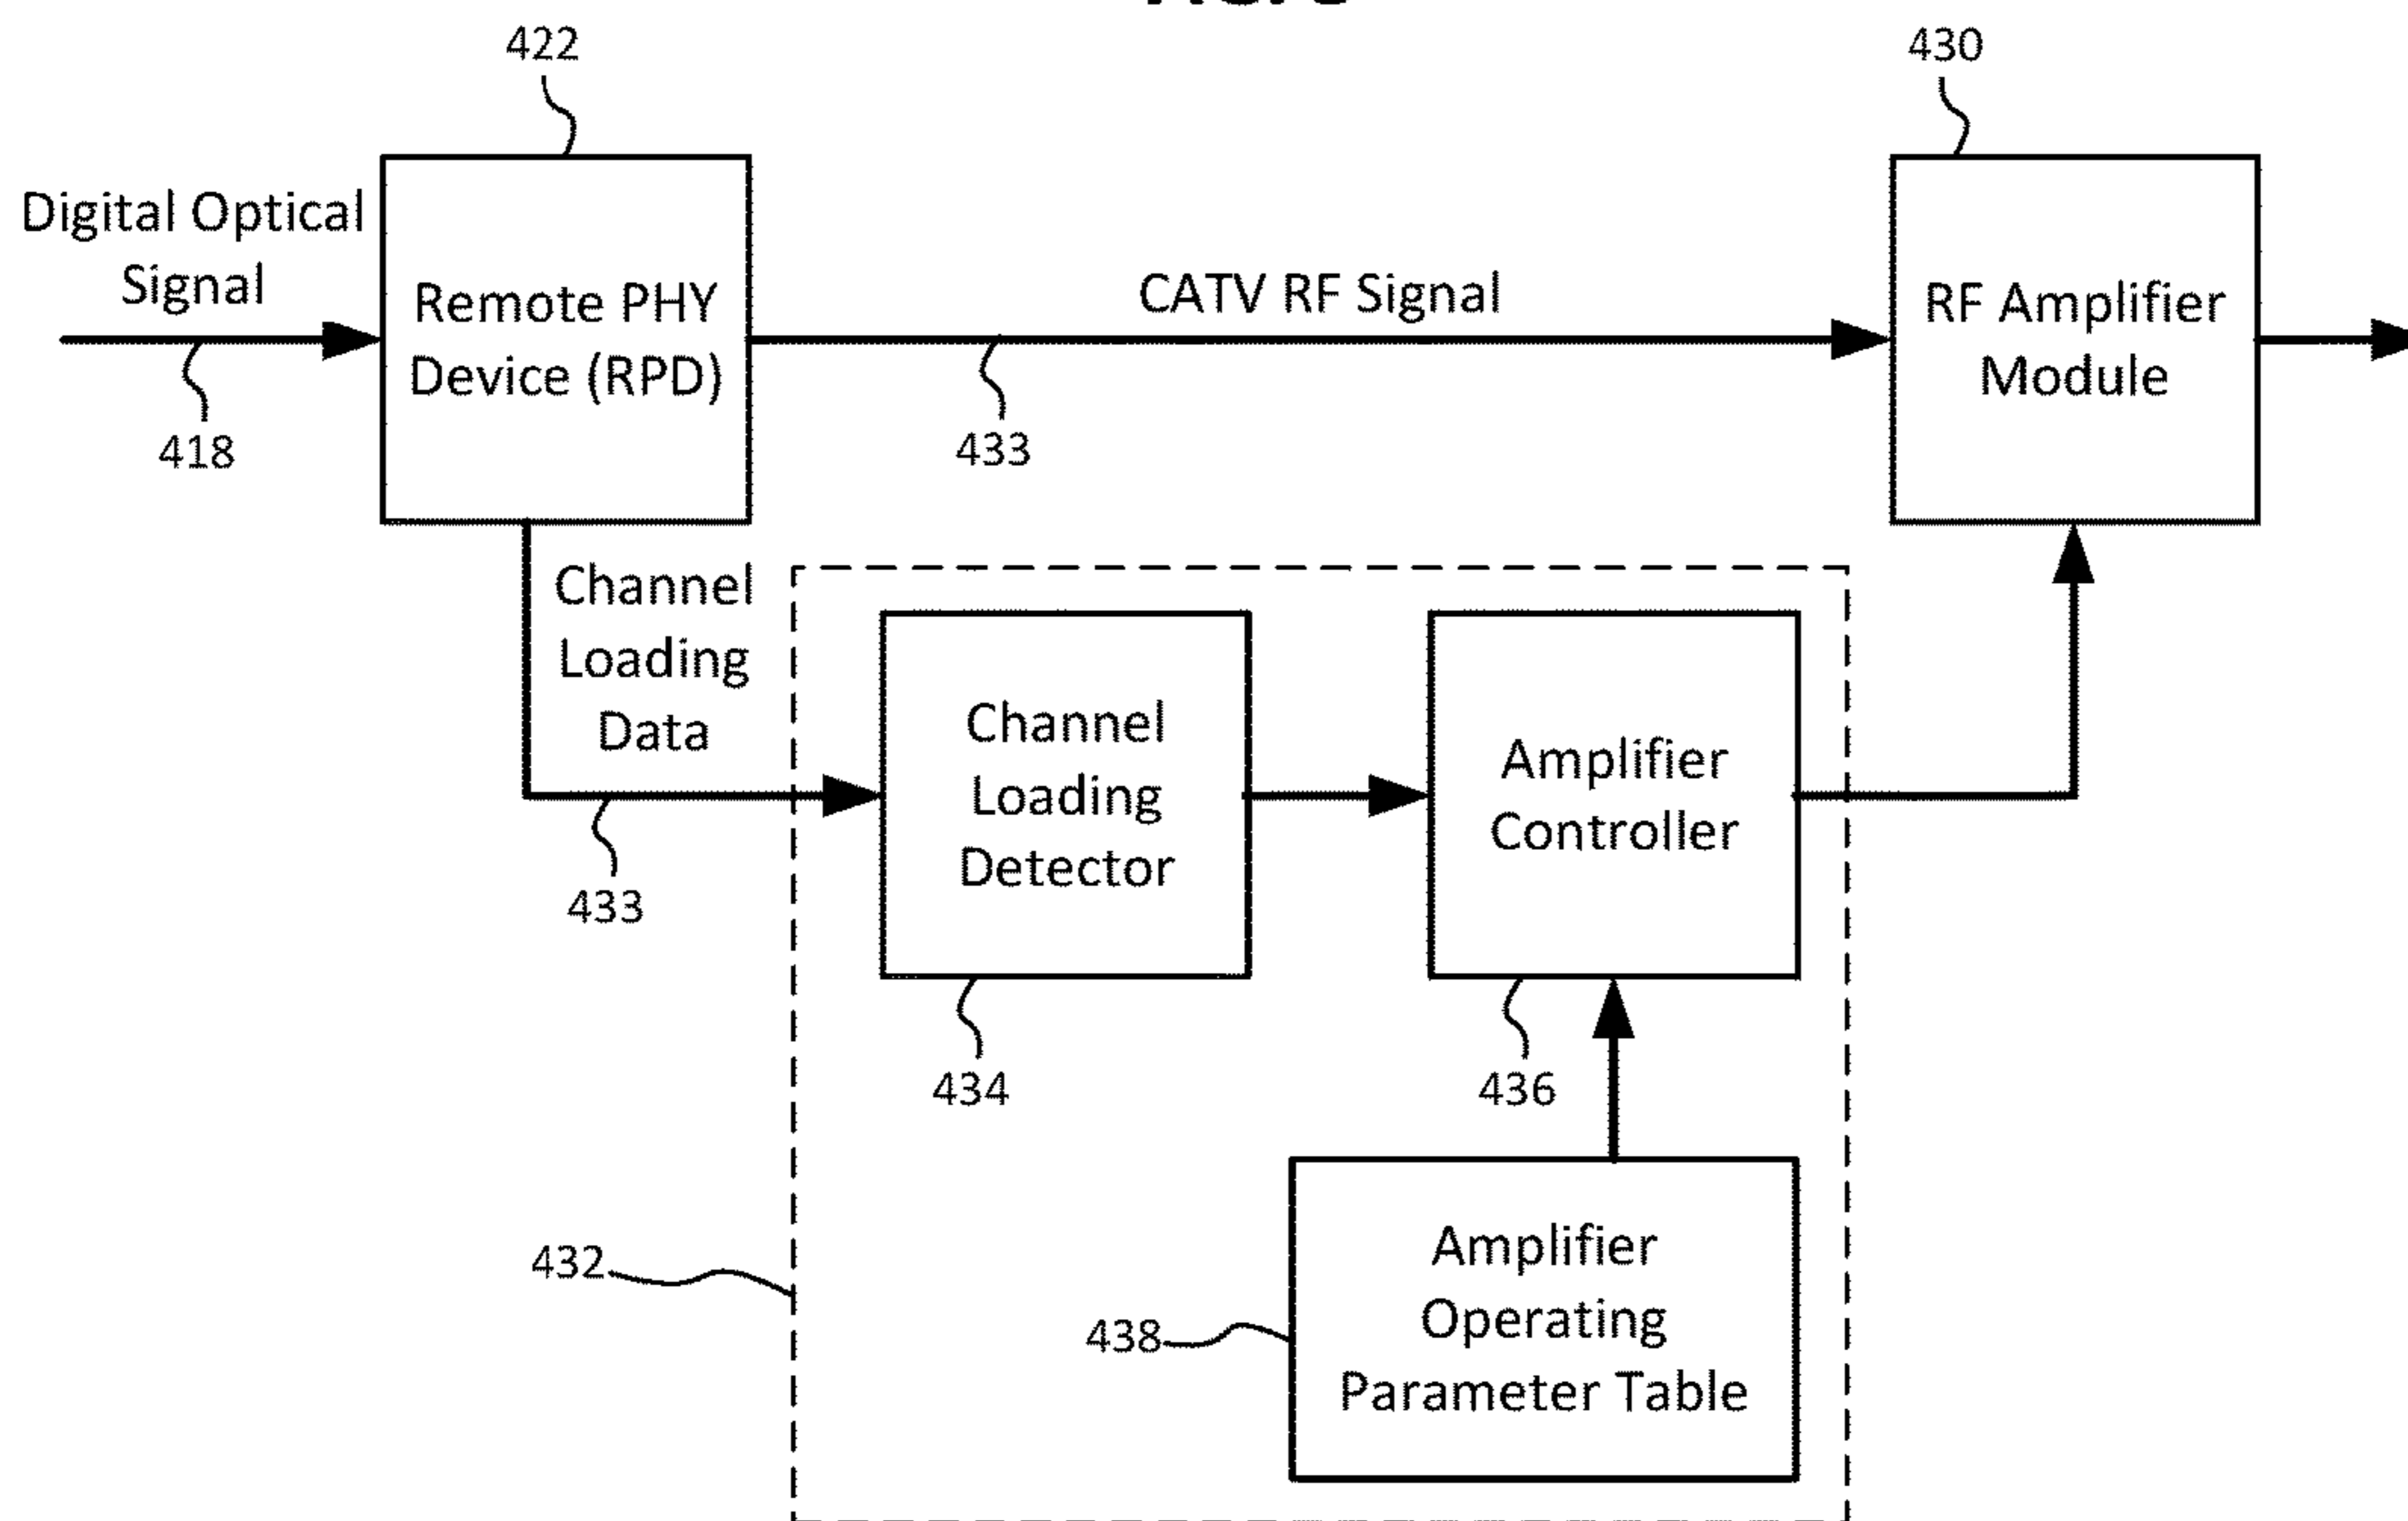 422
430
Digital Optical
Signal
Remote PHY
Device (RPD)
CATV RF Signal
RF Amplifier
Module
418
433
Channel
Loading
Data
433
Channel
Loading
Detector
Amplifier
Controller
434
436
432
438
Amplifier
Operating
Parameter Table